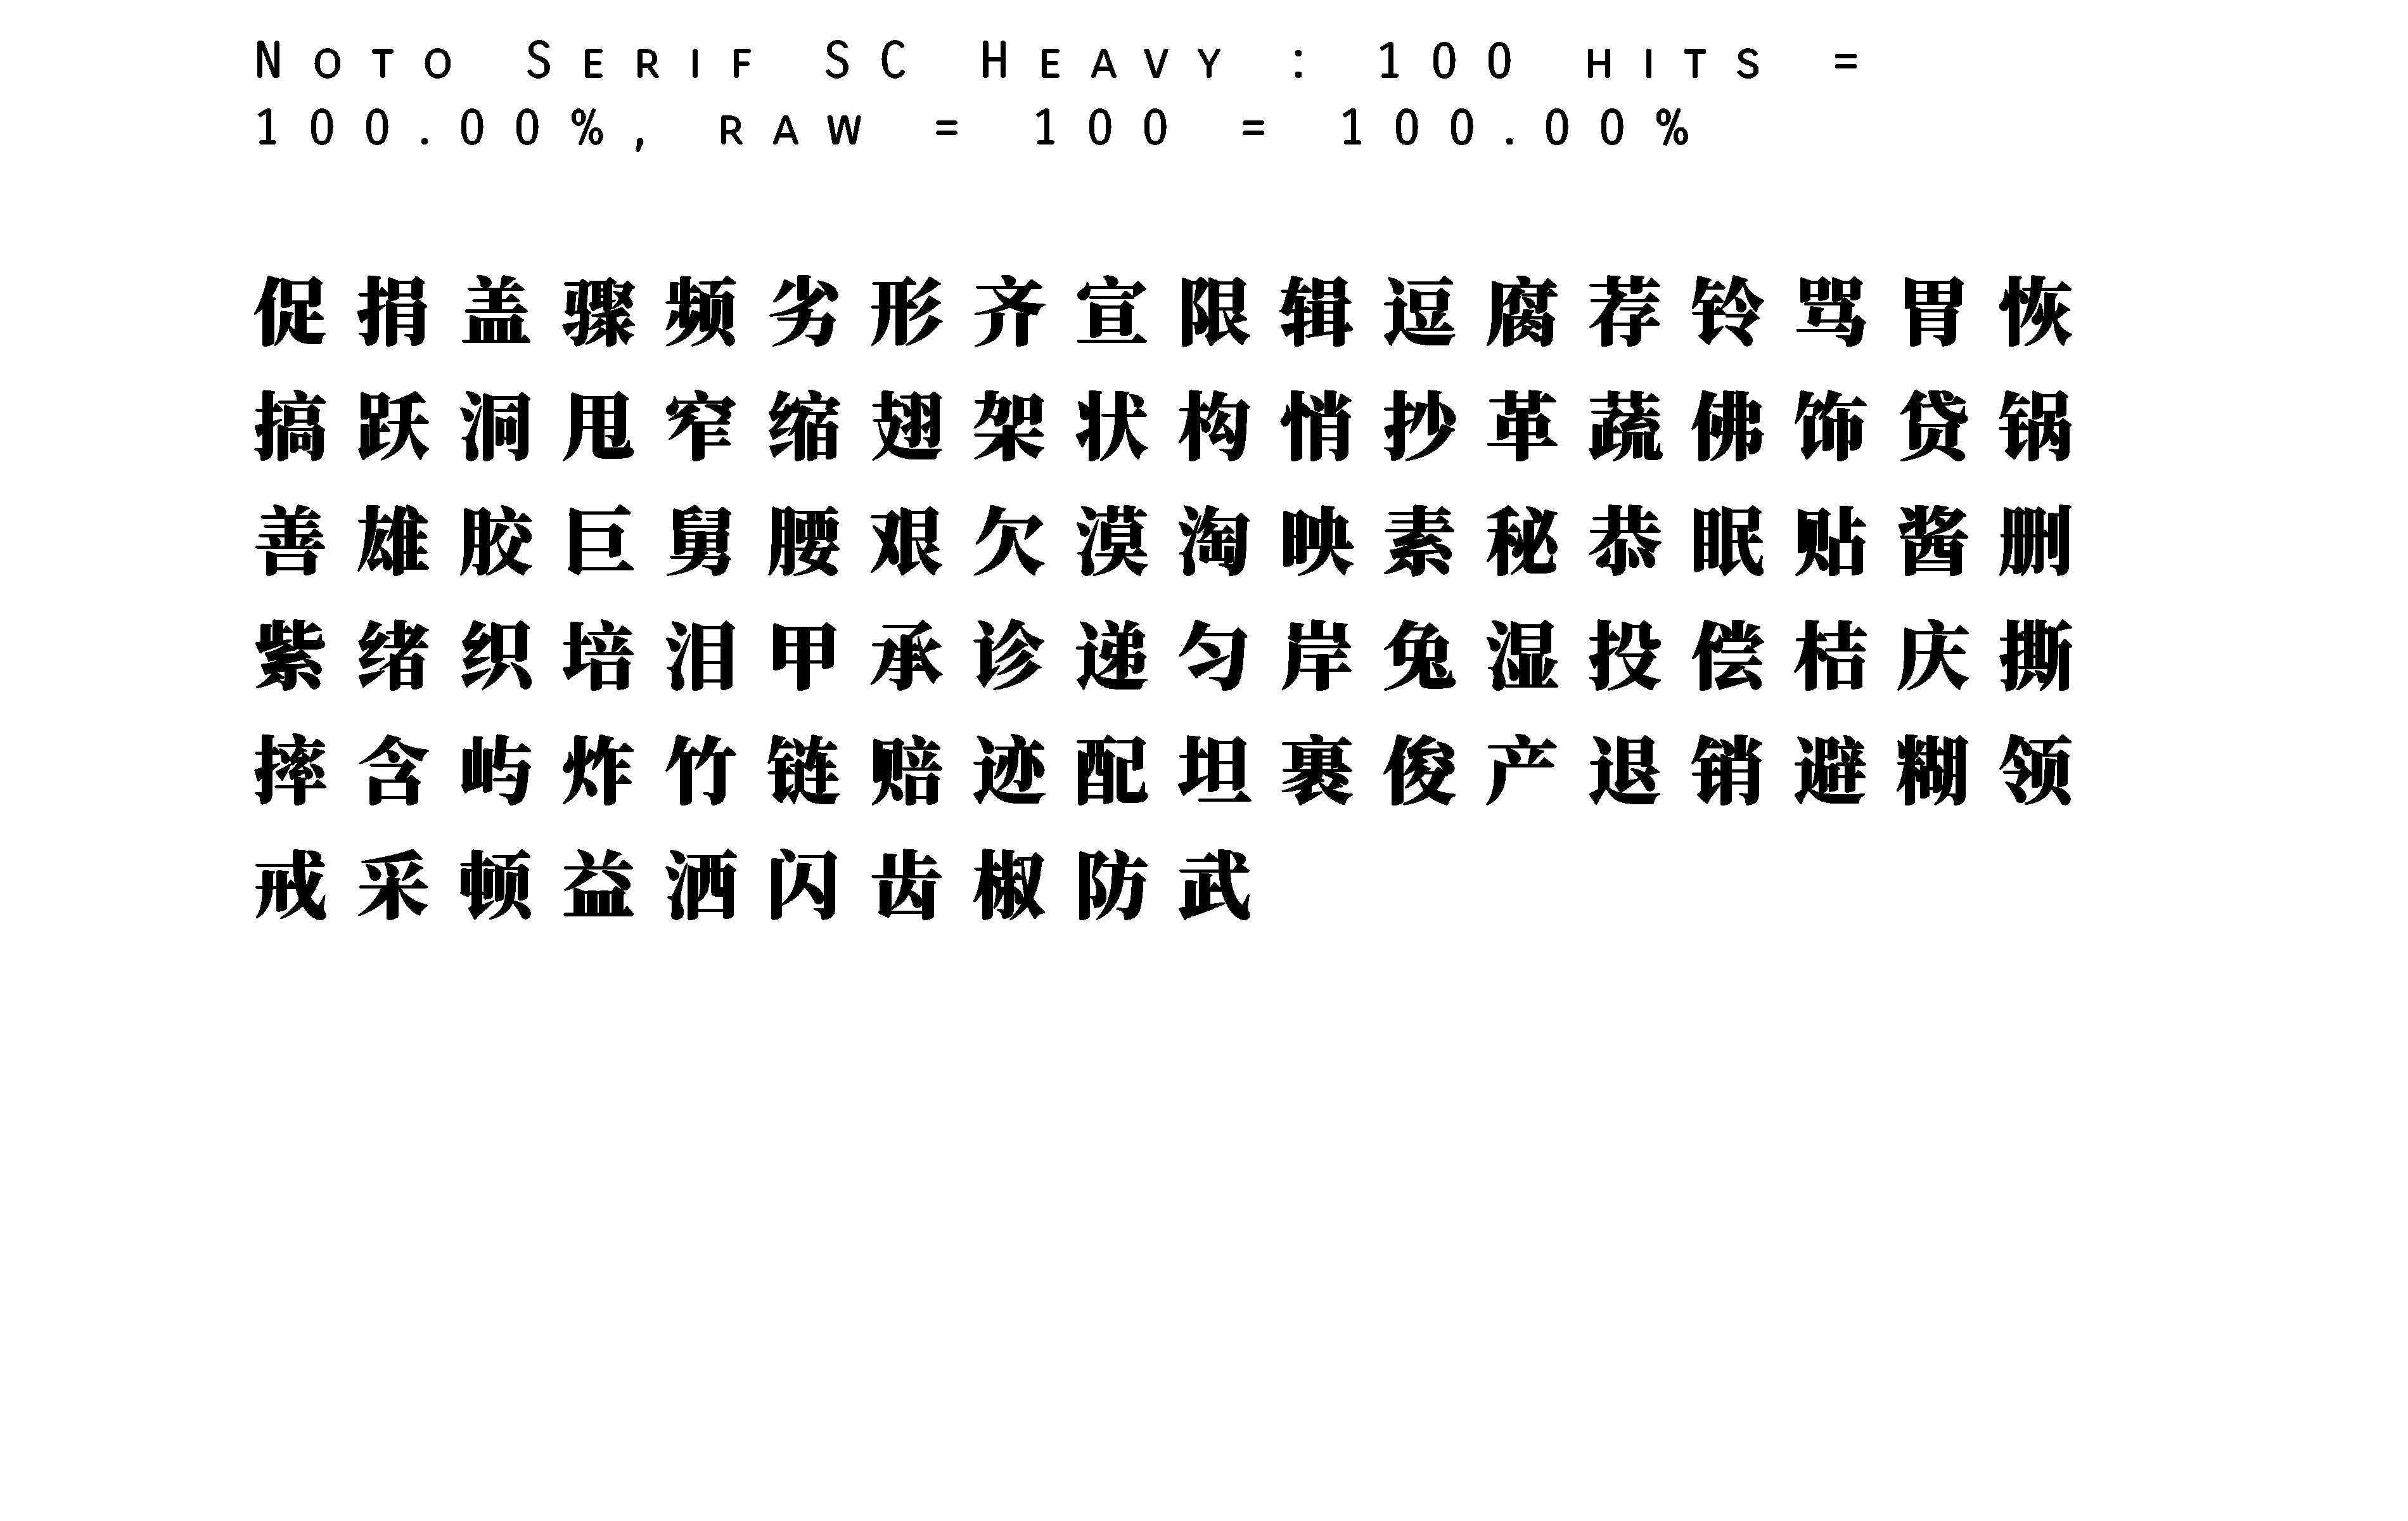 Noto Serif SC Heavy : 100 hits =
100.00%, raw = 100 = 100.00%
促捐盖骤频劣形齐宣限辑逗腐荐铃骂胃恢
搞跃洞甩窄缩翅架状构悄抄革蔬佛饰贷锅
善雄胶巨舅腰艰欠漠淘映素秘恭眠贴酱删
紫绪织培泪甲承诊递匀岸兔湿投偿桔庆撕
摔含屿炸竹链赔迹配坦裹俊产退销避糊领
戒采顿益洒闪齿椒防武